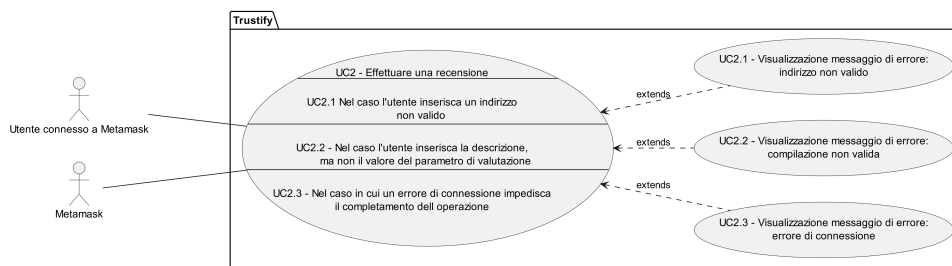 Trustify
UC2 - Effettuare una recensione
UC2.1 Nel caso l'utente inserisca un indirizzo
non valido
UC2.2 - Nel caso l'utente inserisca la descrizione,
ma non il valore del parametro di valutazione
UC2.3 - Nel caso in cui un errore di connessione impedisca
il completamento dell operazione
Utente connesso a Metamask
Metamask
extends
extends
extends
UC2.1 - Visualizzazione messaggio di errore:
indirizzo non valido
UC2.2 - Visualizzazione messaggio di errore:
compilazione non valida
UC2.3 - Visualizzazione messaggio di errore:
errore di connessione